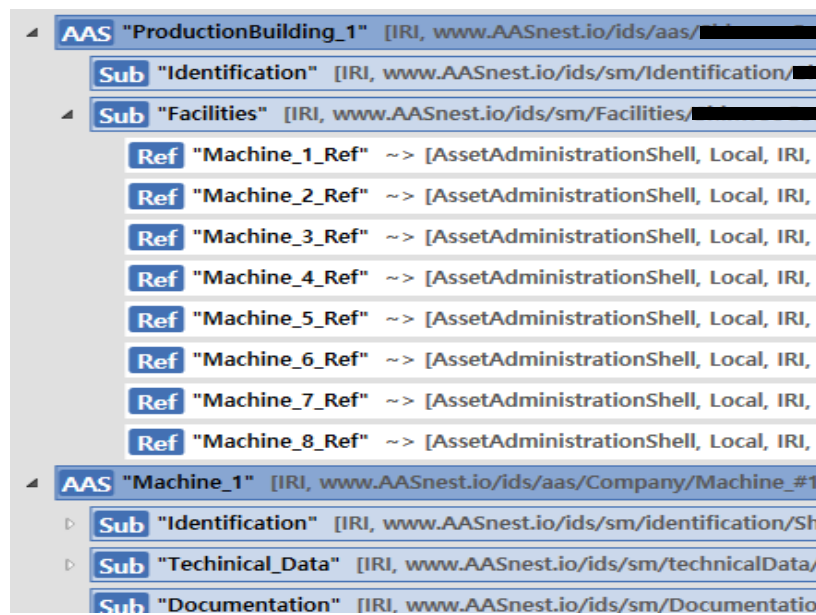 AAS "ProductionBuilding_1" [IRI, www.AASnest.io/ids/aas/
Sub "Identification" [IRI, www.AASnest.io/ids/sm/Identification/
Sub "Facilities" [IRI, www.AASnest.io/ids/sm/Facilities/
Ref "Machine_1_Ref" ~> [AssetAdministrationShell, Local, IRI,
Ref "Machine_2_Ref" ~> [AssetAdministrationShell, Local, IRI,
Ref "Machine_3_Ref" ~> [AssetAdministrationShell, Local, IRI,
Ref "Machine_4_Ref" ~> [AssetAdministrationShell, Local, IRI,
Ref "Machine_5_Ref" ~> [AssetAdministrationShell, Local, IRI,
Ref "Machine_6_Ref" ~> [AssetAdministrationShell, Local, IRI,
Ref "Machine_7_Ref" ~> [AssetAdministrationShell, Local, IRI,
Ref "Machine_8_Ref" ~> [AssetAdministrationShell, Local, IRI,
AAS "Machine_1" [IRI, www.AASnest.io/ids/aas/Company/Machine_#1
Sub "Identification" [IRI, www.AASnest.io/ids/sm/identification/Sh
Sub "Techinical_Data" [IRI, www.AASnest.io/ids/sm/technicalData/
Sub "Documentation" [IRI, www.AASnest.io/ids/sm/Documentatio